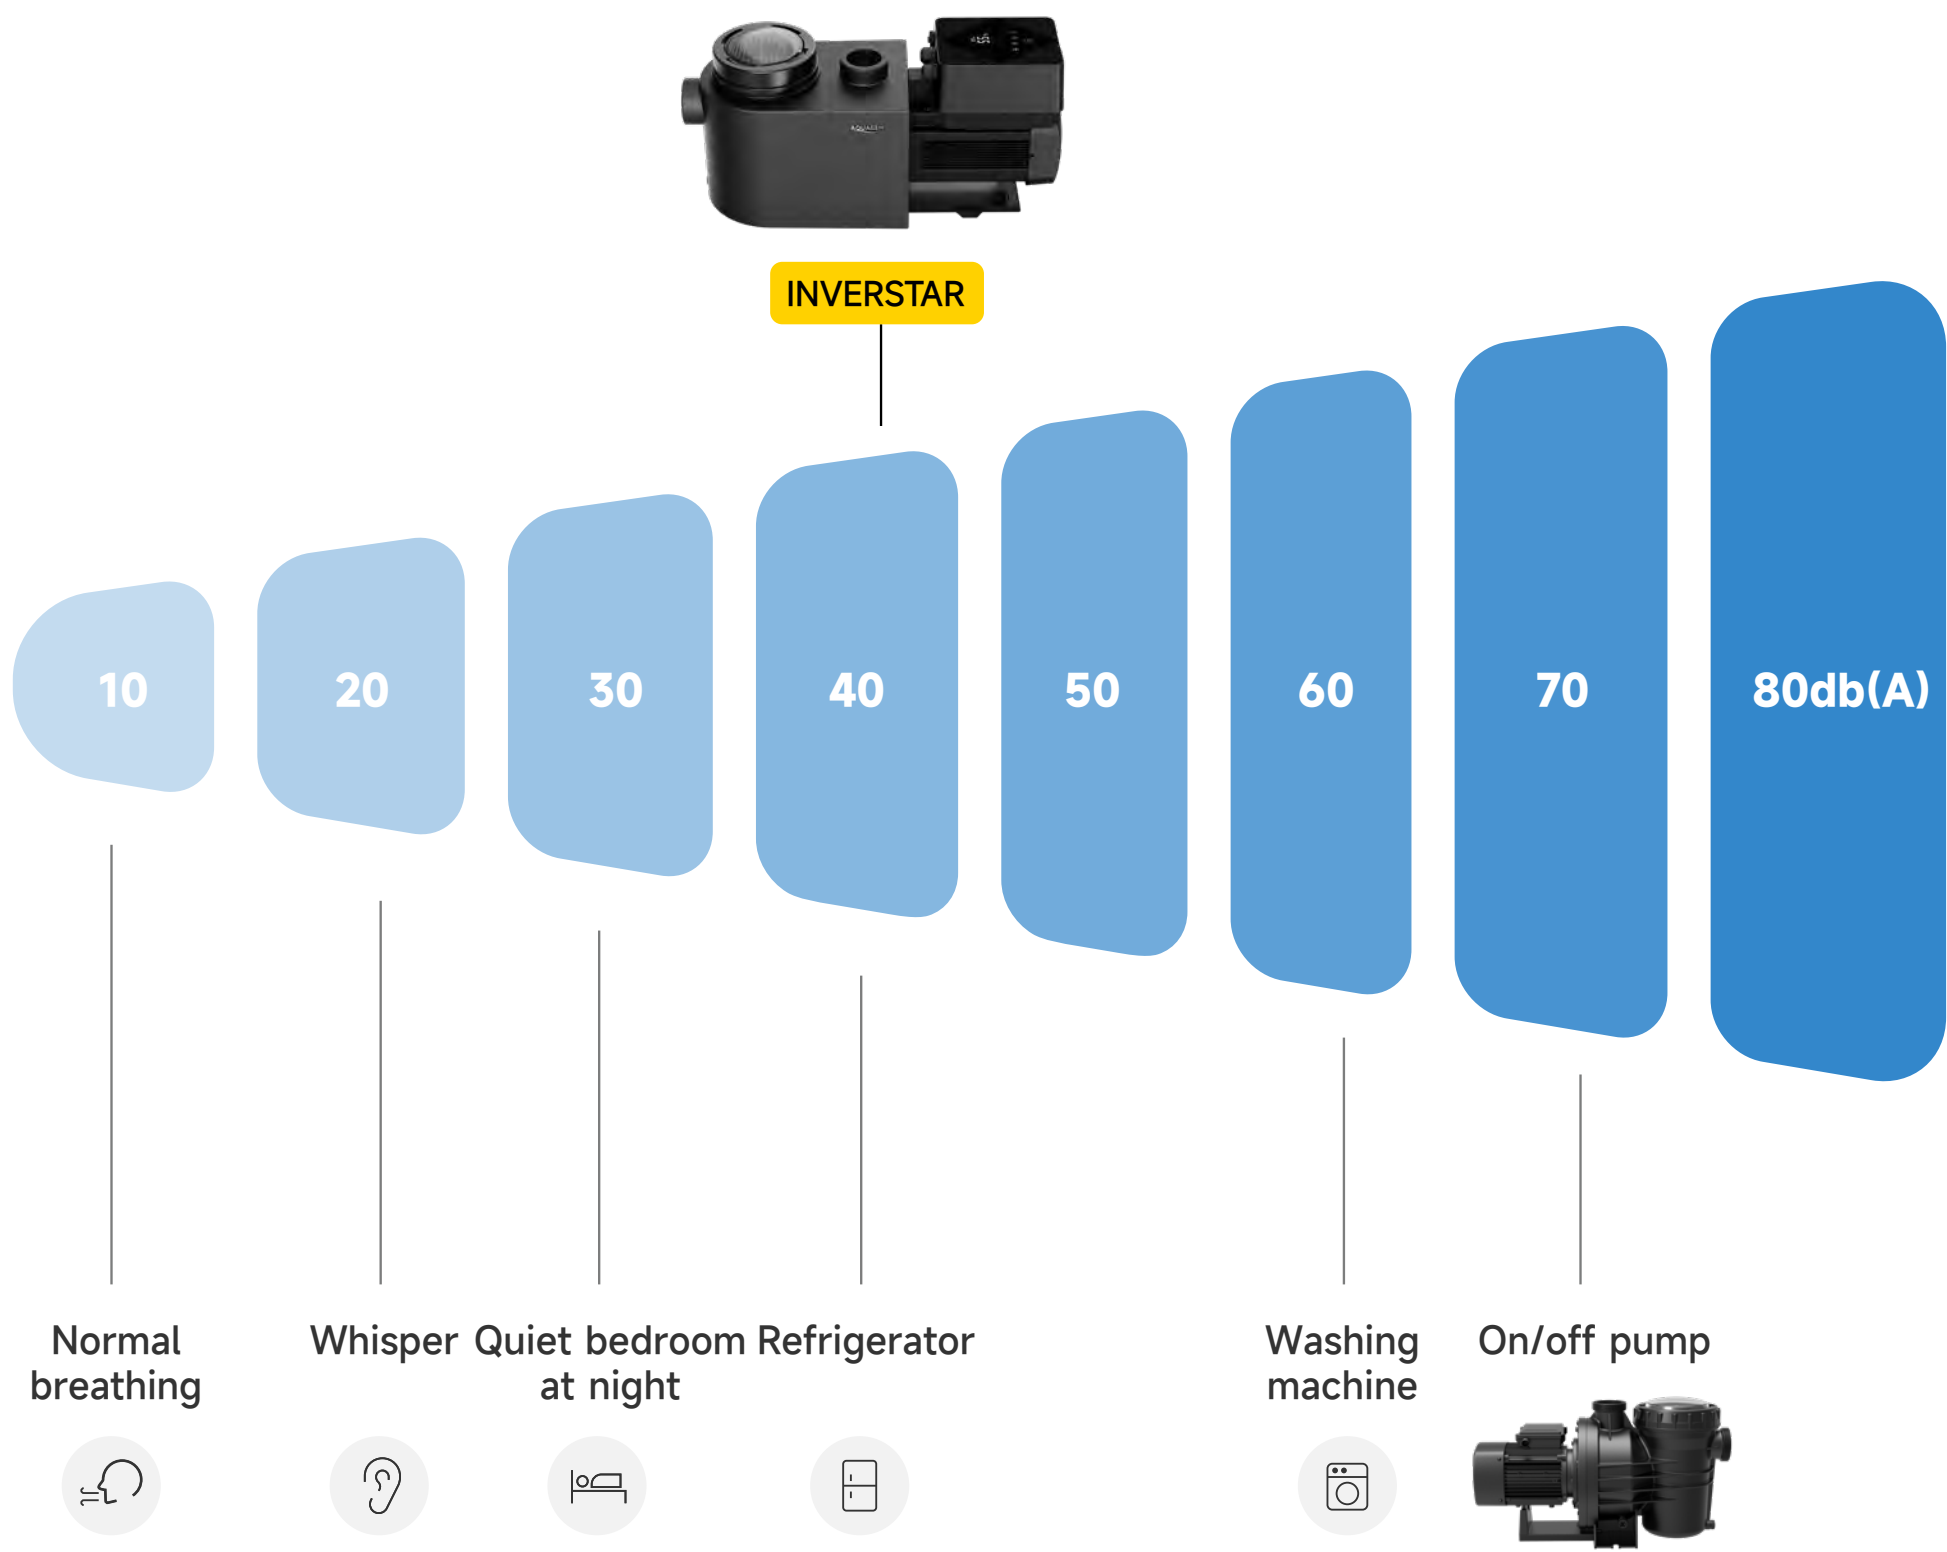 INVERSTAR
10
20
30
40
50
60
70
80db(A)
Normal
breathing
Whisper
Quiet bedroom
at night
Refrigerator
Washing
machine
On/off pump